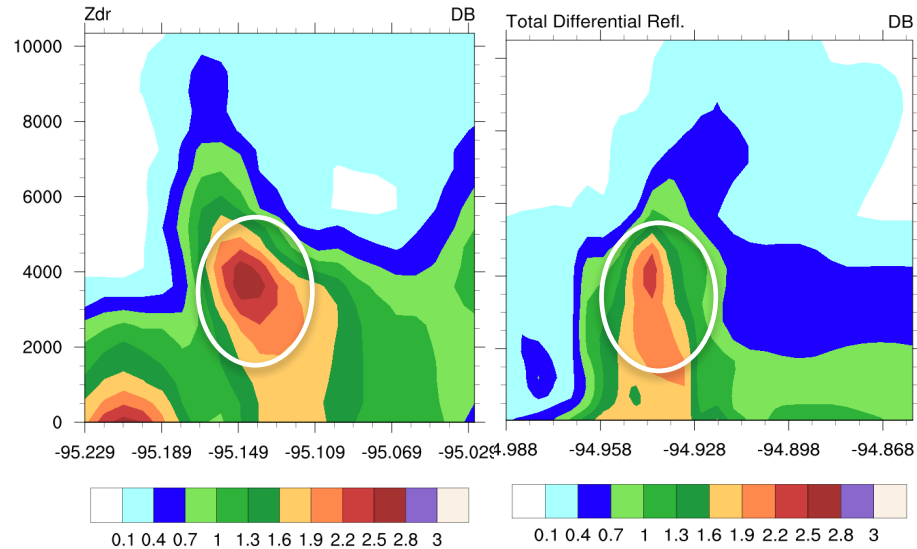 Zdr DB
Total Differential Refl. DB
10000
8000
6000
4000
2000
0
-95.229 -95.189 -95.149 -95.109 -95.069 -95.029
4.988 -94.958 -94.928 -94.898 -94.868
0.1 0.4 0.7 1 1.3 1.6 1.9 2.2 2.5 2.8 3
0.1 0.4 0.7 1 1.3 1.6 1.9 2.2 2.5 2.8 3